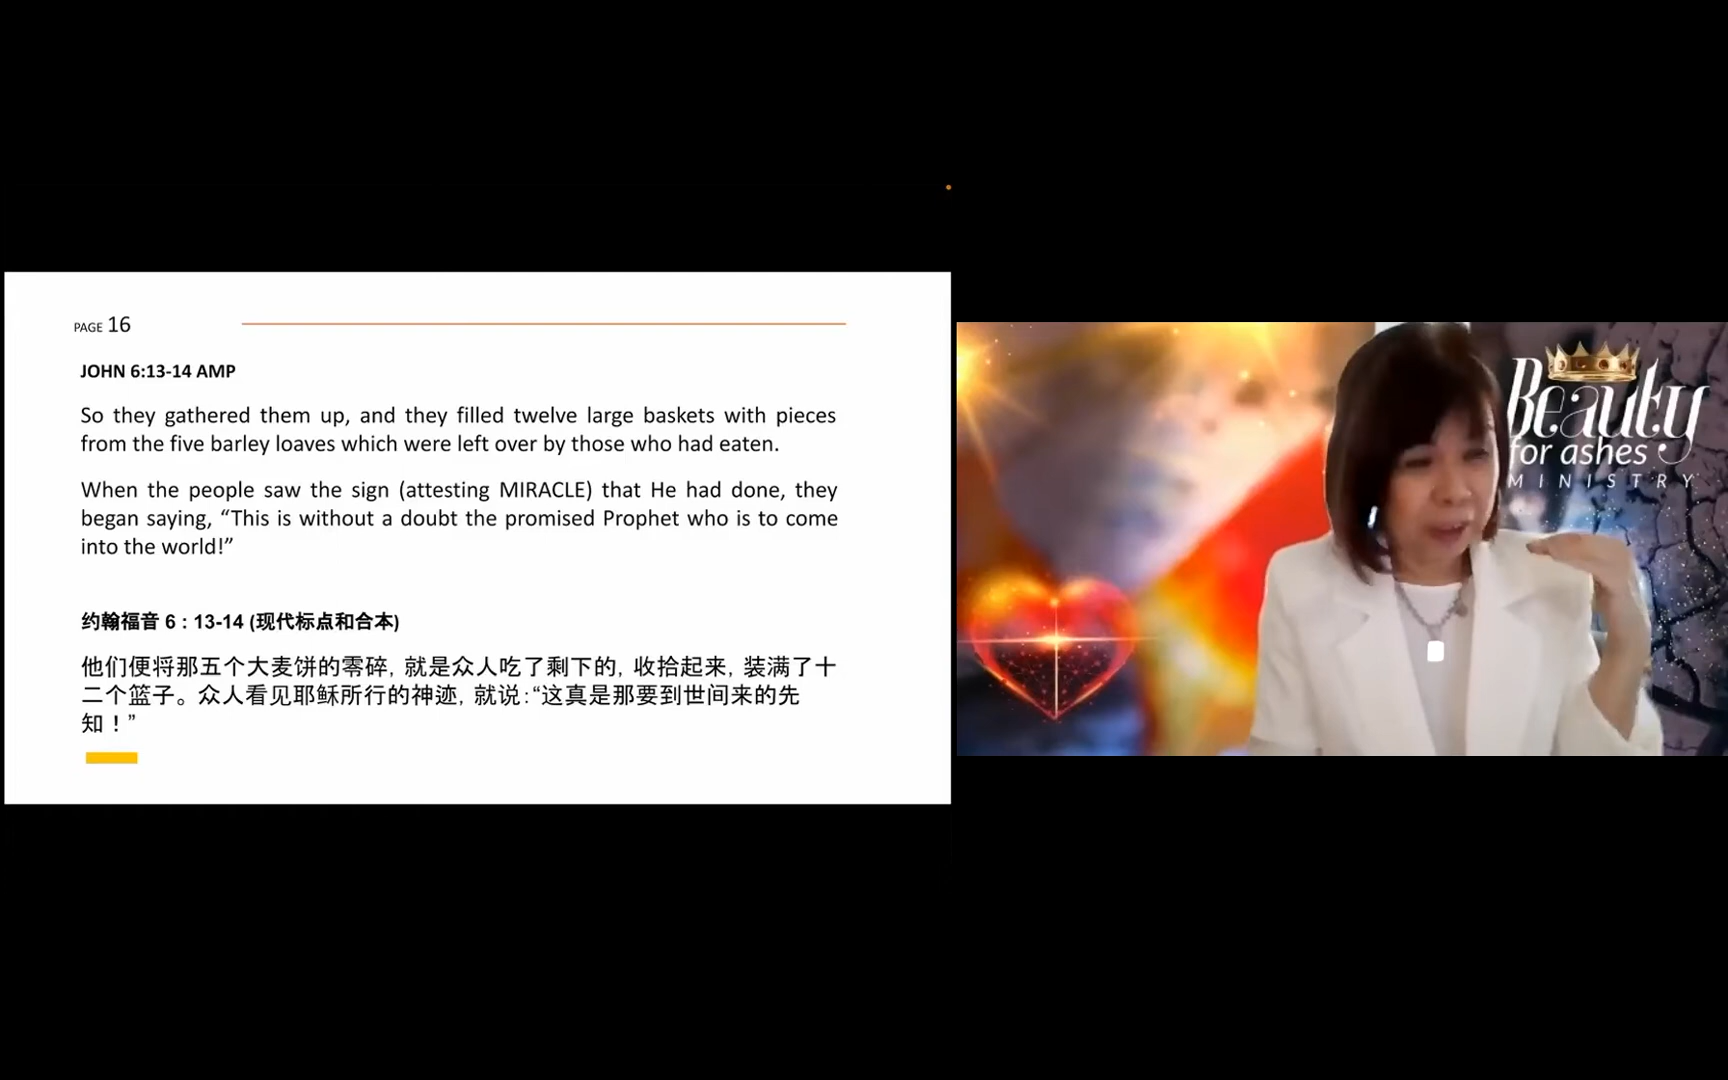 PAGE 16
JOHN 6:13-14 AMP
So they gathered them up, and they filled twelve large baskets with pieces
from the five barley loaves which were left over by those who had eaten.
When the people saw the sign (attesting MIRACLE) that He had done, they
began saying, “This is without a doubt the promised Prophet who is to come
into the world!”
约翰福音 6 : 13-14 (现代标点和合本)
他们便将那五个大麦饼的零碎, 就是众人吃了剩下的, 收拾起来, 装满了十
二个篮子。众人看见耶稣所行的神迹, 就说:“这真是那要到世间来的先
知！”
Beauty
for ashes
MINISTRY